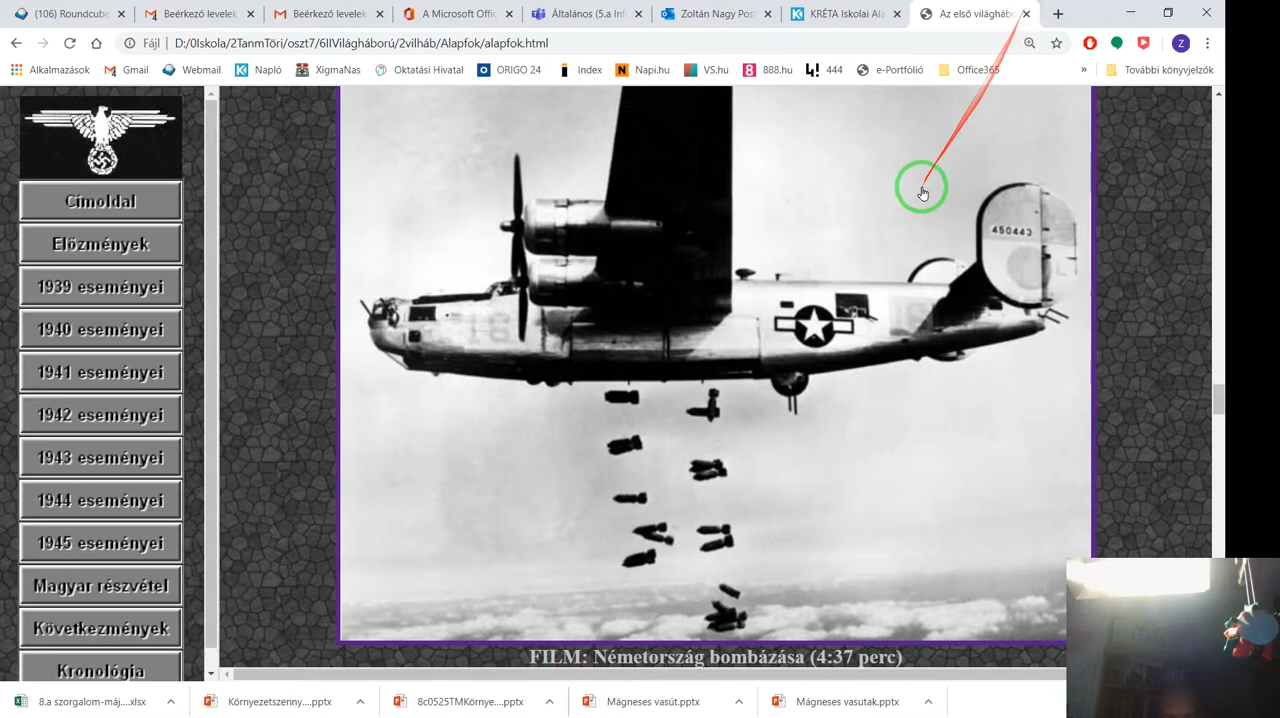 (106) Roundcube
Beérkező levelek
Beérkező levelek
A Microsoft Offi
Általános (5.a Inf
Zoltán Nagy Pos
KRÉTA Iskolai Ala
Az első világhábo
Fájl | D:/0Iskola/2TanmTöri/oszt7/6IIVilágháború/2vilháb/Alapfok/alapfok.html
Z
Alkalmazások
Gmail
Webmail
Napló
XigmaNas
Oktatási Hivatal
ORIGO 24
Index
Napi.hu
VS.hu
888.hu
444
e-Portfólió
Office365
»
További könyvjelzők
Címoldal
Előzmények
1939 eseményei
1940 eseményei
1941 eseményei
1942 eseményei
1943 eseményei
1944 eseményei
1945 eseményei
Magyar részvétel
Következmények
Kronológia
450443
FILM: Németország bombázása (4:37 perc)
8.a szorgalom-máj....xlsx
Környezetszenny....pptx
8c0525TMKörnye....pptx
Mágneses vasút.pptx
Mágneses vasutak.pptx